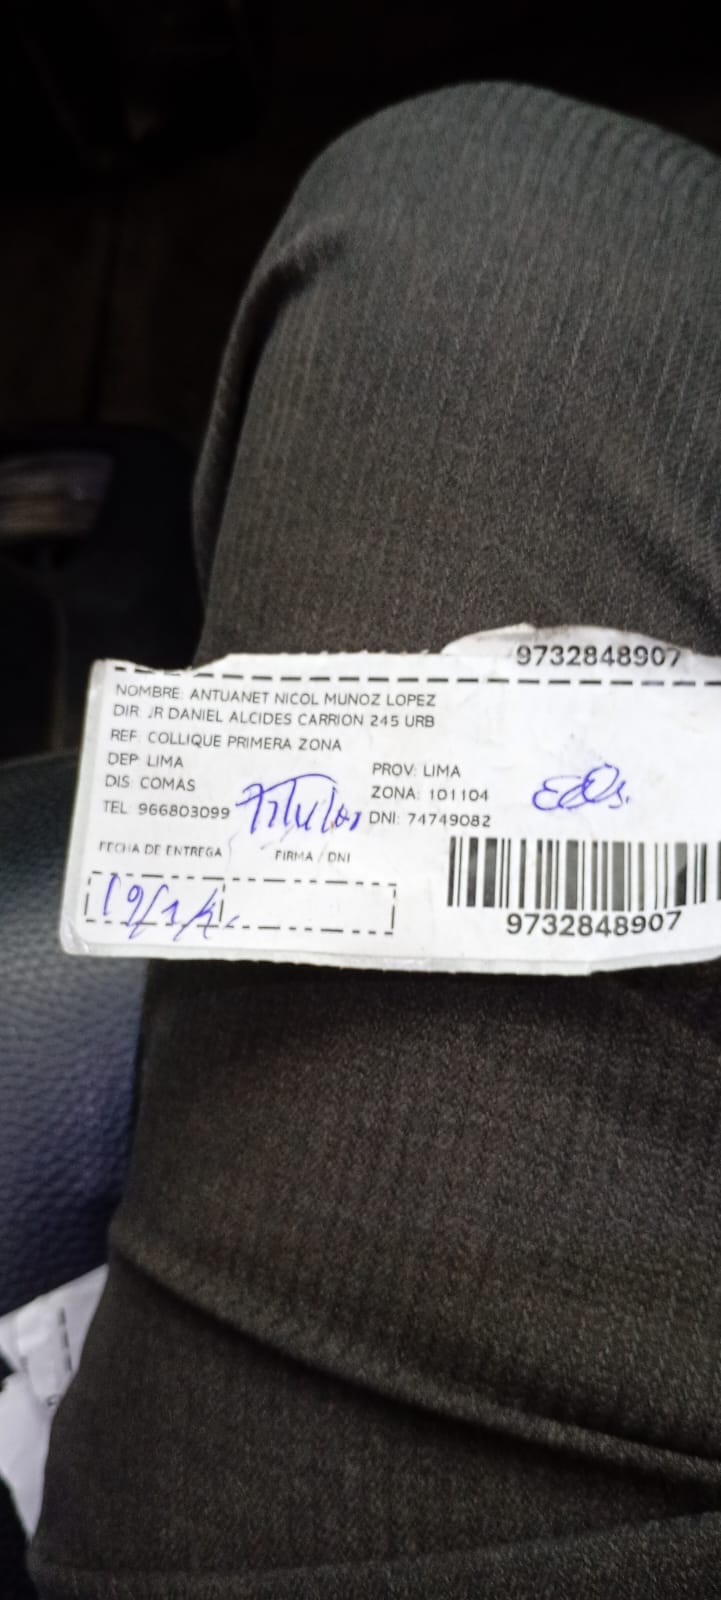 9732848907
NOMBRE: ANTUANET NICOL MUNOZ LOPEZ
DIR: JR DANIEL ALCIDES CARRION 245 URB
REF: COLLIQUE PRIMERA ZONA
DEP: LIMA
PROV: LIMA
DIS: COMAS
ZONA: 101104
TEL: 966803099
Titular
DNI: 74749082
FECHA DE ENTREGA
FIRMA / DNI
9732848907